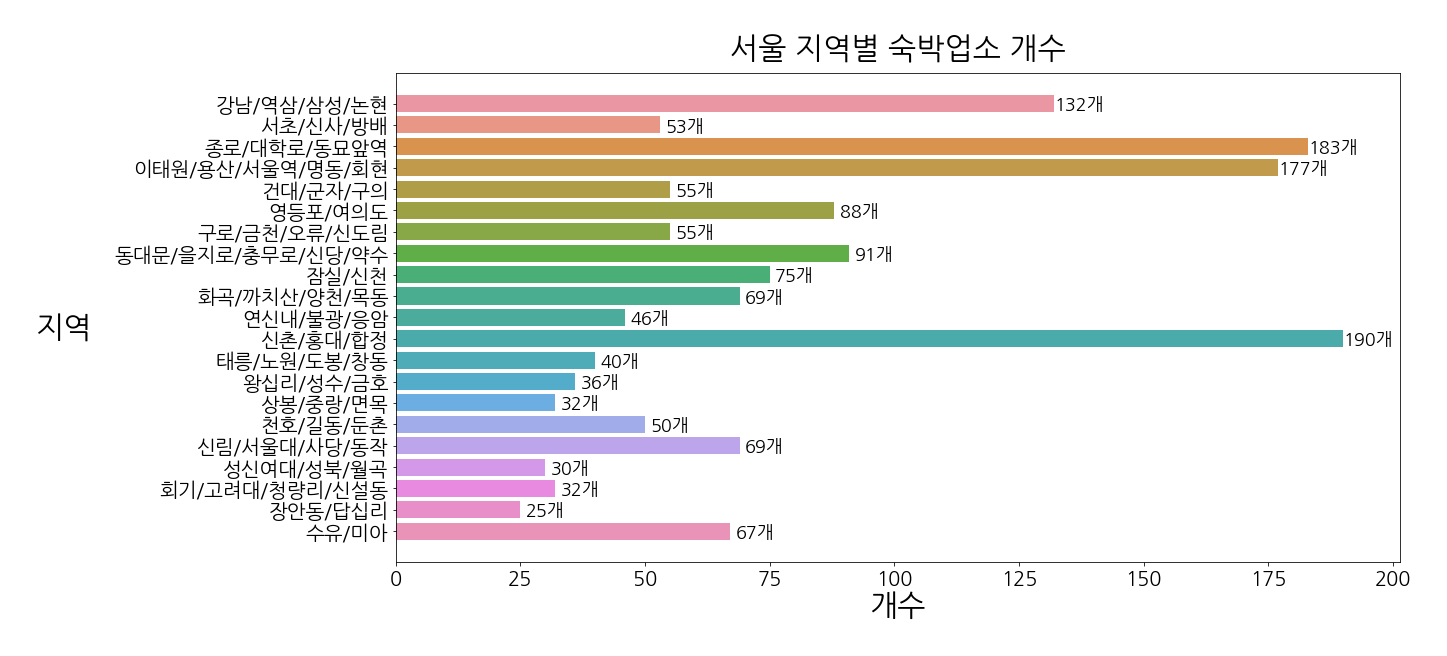 서울 지역별 숙박업소 개수
지역
강남/역삼/삼성/논현 132개
서초/신사/방배 53개
종로/대학로/동묘앞역 183개
이태원/용산/서울역/명동/회현 177개
건대/군자/구의 55개
영등포/여의도 88개
구로/금천/오류/신도림 55개
동대문/을지로/충무로/신당/약수 91개
잠실/신천 75개
화곡/까치산/양천/목동 69개
연신내/불광/응암 46개
신촌/홍대/합정 190개
태릉/노원/도봉/창동 40개
왕십리/성수/금호 36개
상봉/중랑/면목 32개
천호/길동/둔촌 50개
신림/서울대/사당/동작 69개
성신여대/성북/월곡 30개
회기/고려대/청량리/신설동 32개
장안동/답십리 25개
수유/미아 67개
0 25 50 75 100 125 150 175 200
개수